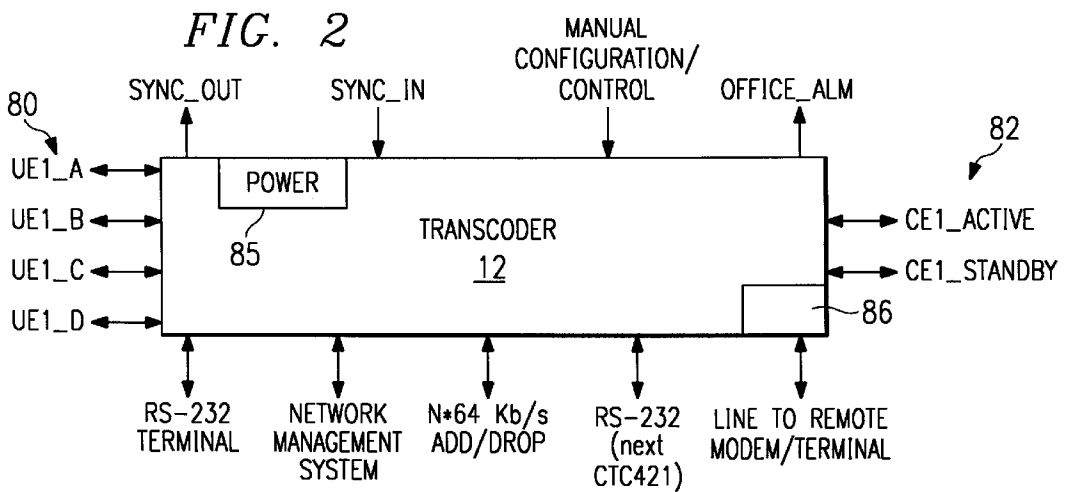 FIG. 2
MANUAL
CONFIGURATION/
CONTROL
SYNC_OUT
SYNC_IN
OFFICE_ALM
80
82
UE1_A
UE1_B
UE1_C
UE1_D
POWER
85
TRANSCODER
12
CE1_ACTIVE
CE1_STANDBY
86
RS-232
TERMINAL
NETWORK
MANAGEMENT
SYSTEM
N*64 Kb/s
ADD/DROP
RS-232
(next
CTC421)
LINE TO REMOTE
MODEM/TERMINAL